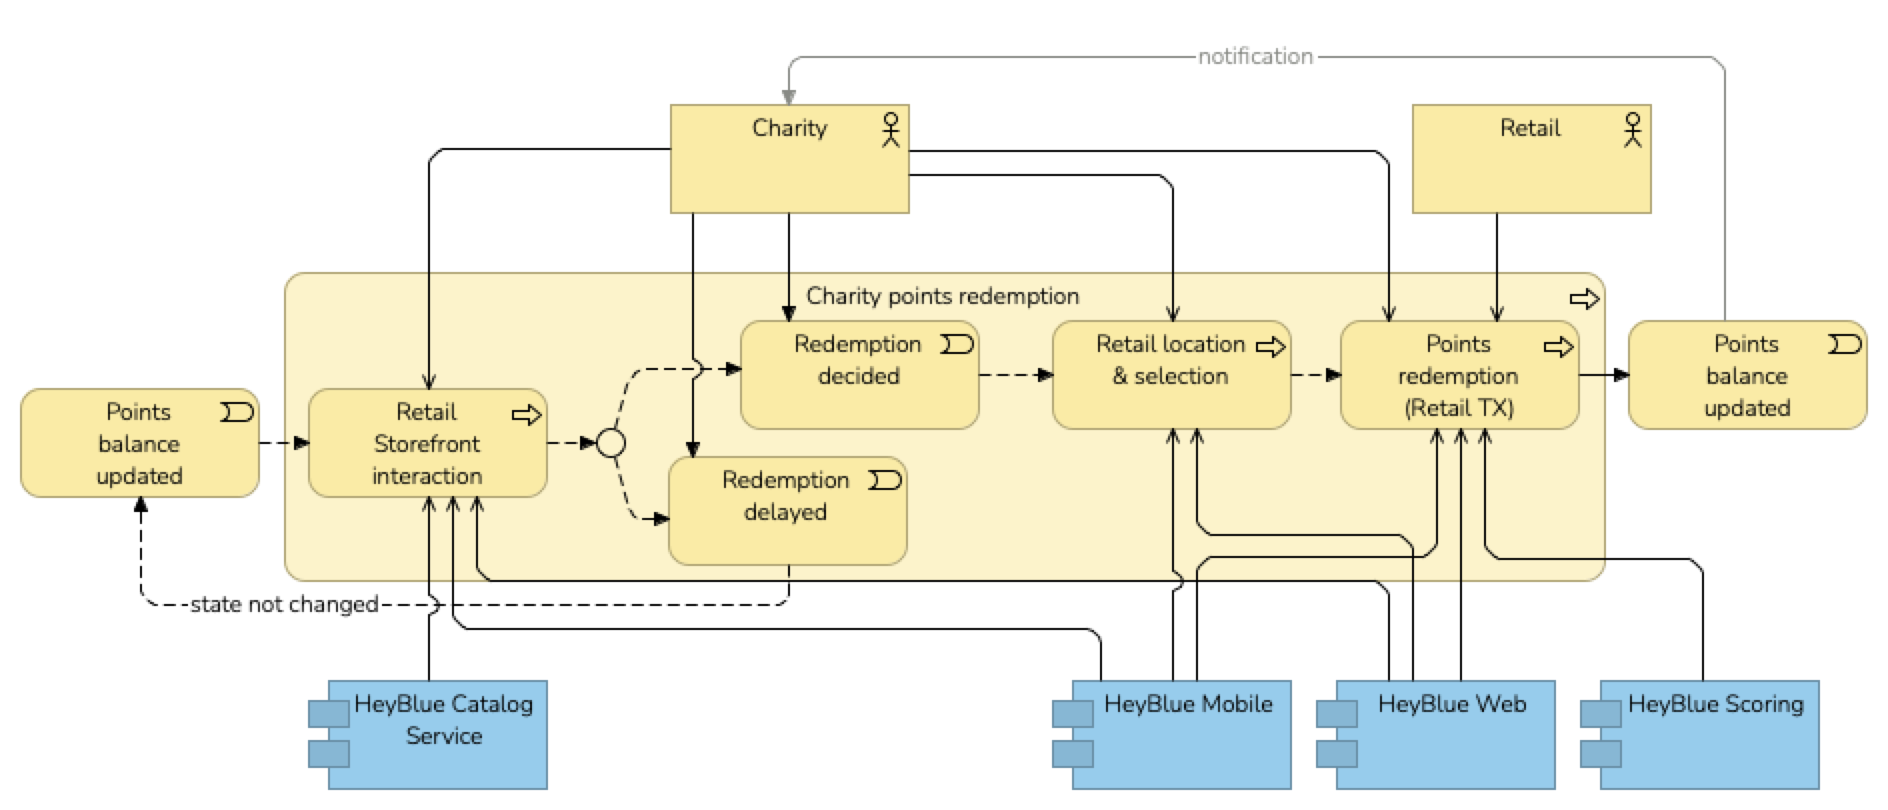 notification
Charity
Retail
Charity points redemption
Redemption
decided
Retail location
& selection
Points
redemption
(Retail TX)
Points
balance
updated
Points
balance
updated
Retail
Storefront
interaction
Redemption
delayed
state not changed
HeyBlue Catalog
Service
HeyBlue Mobile
HeyBlue Web
HeyBlue Scoring